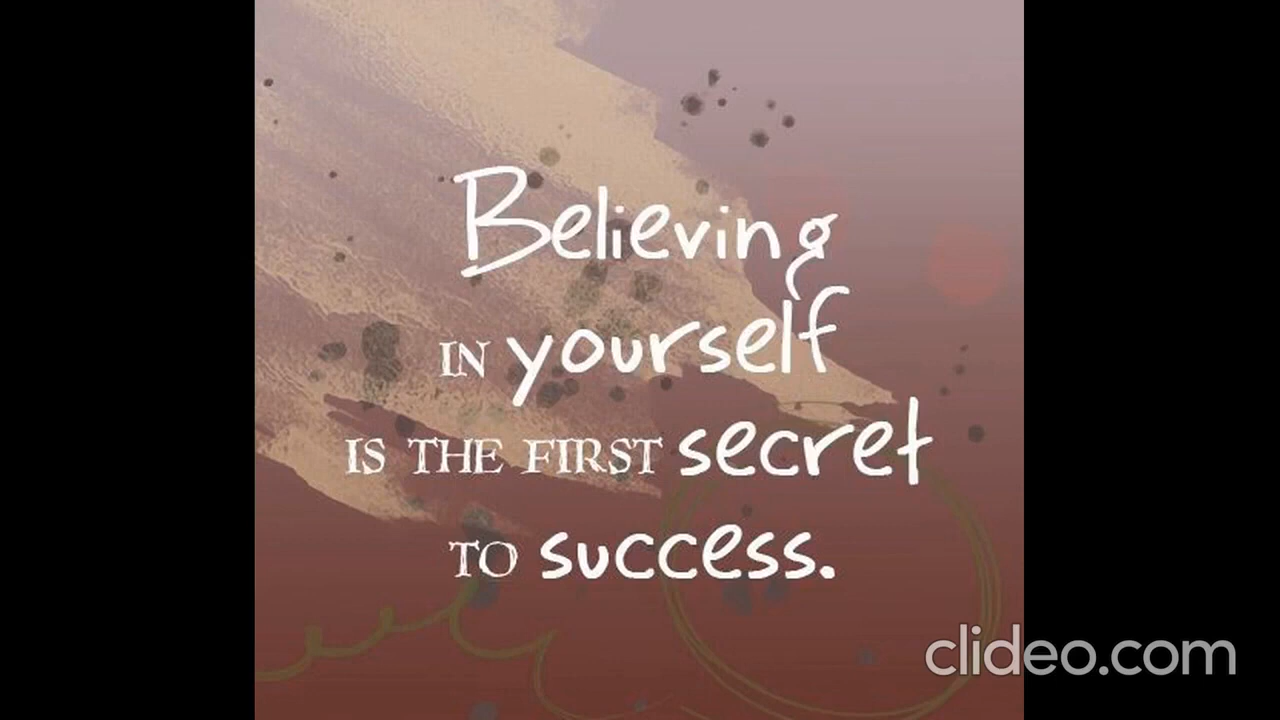 Believing
IN yourself
IS THE FIRST secret
TO success.
clideo.com